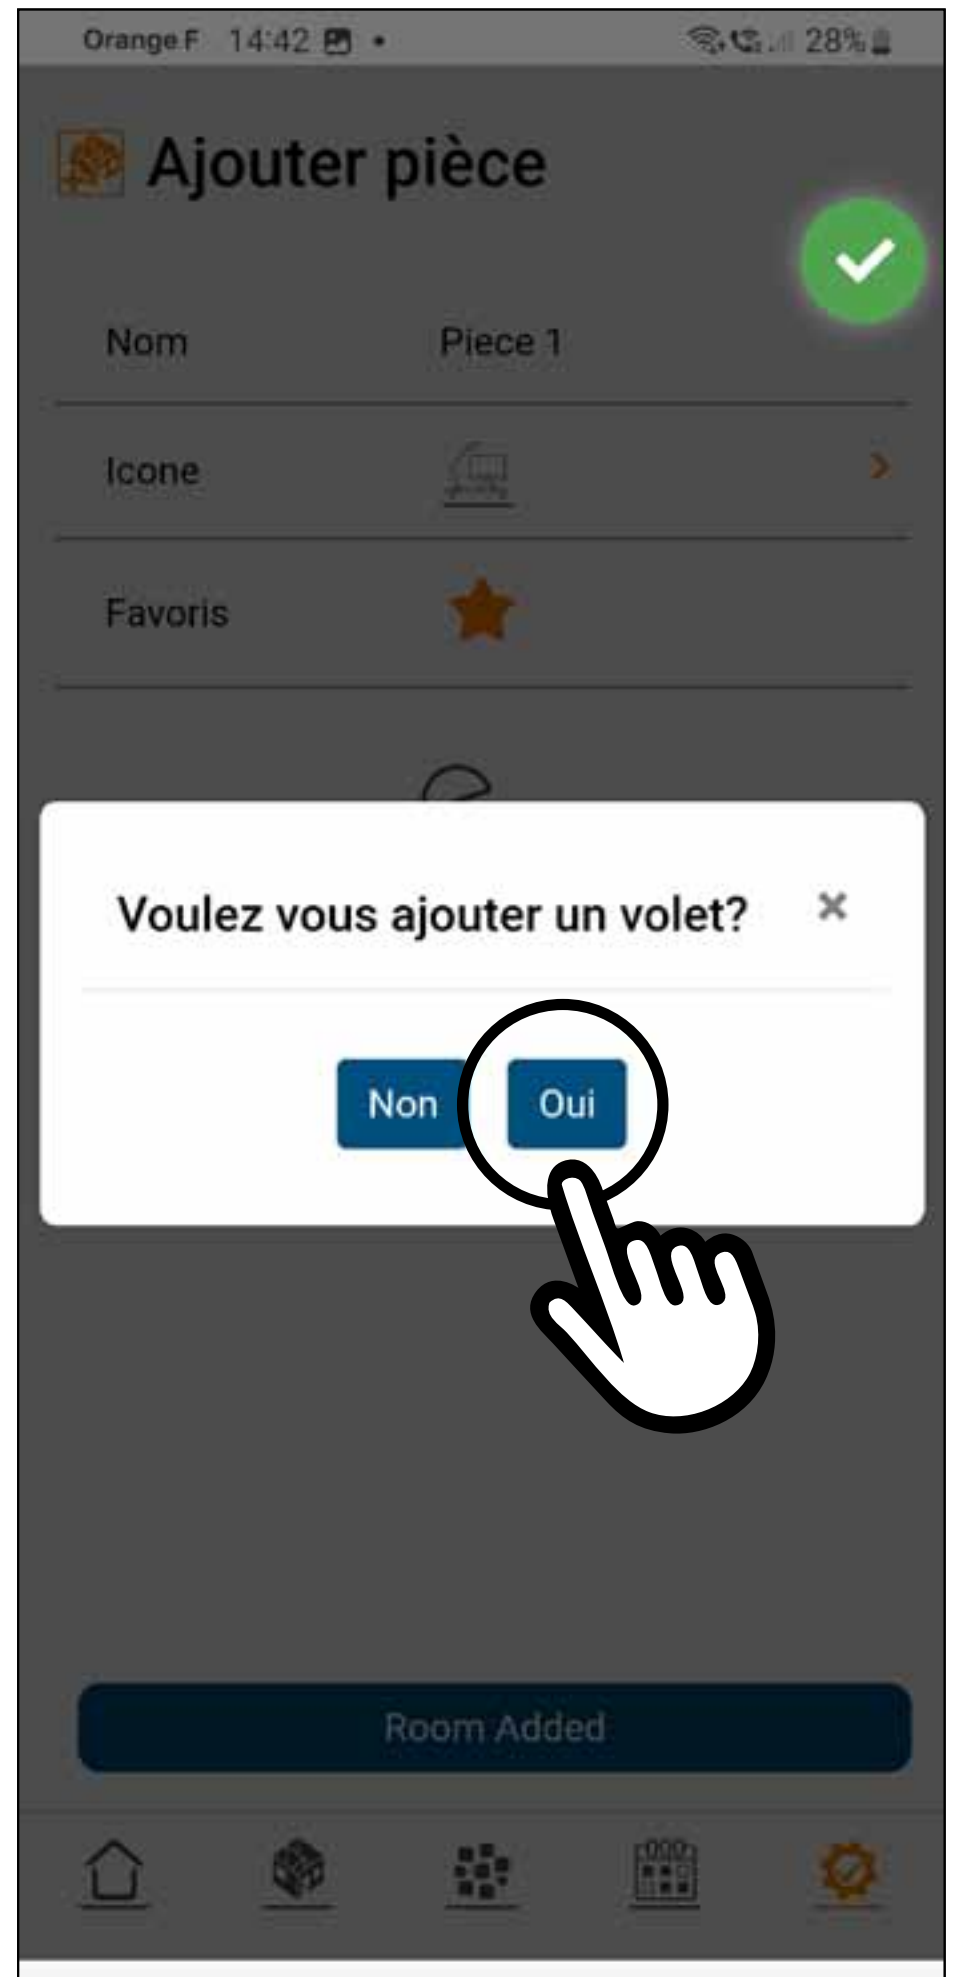 Orange F 14:42 28%
Ajouter pièce
Nom Piece 1
Icone
Favoris
Voulez vous ajouter un volet?
Non Oui
Room Added